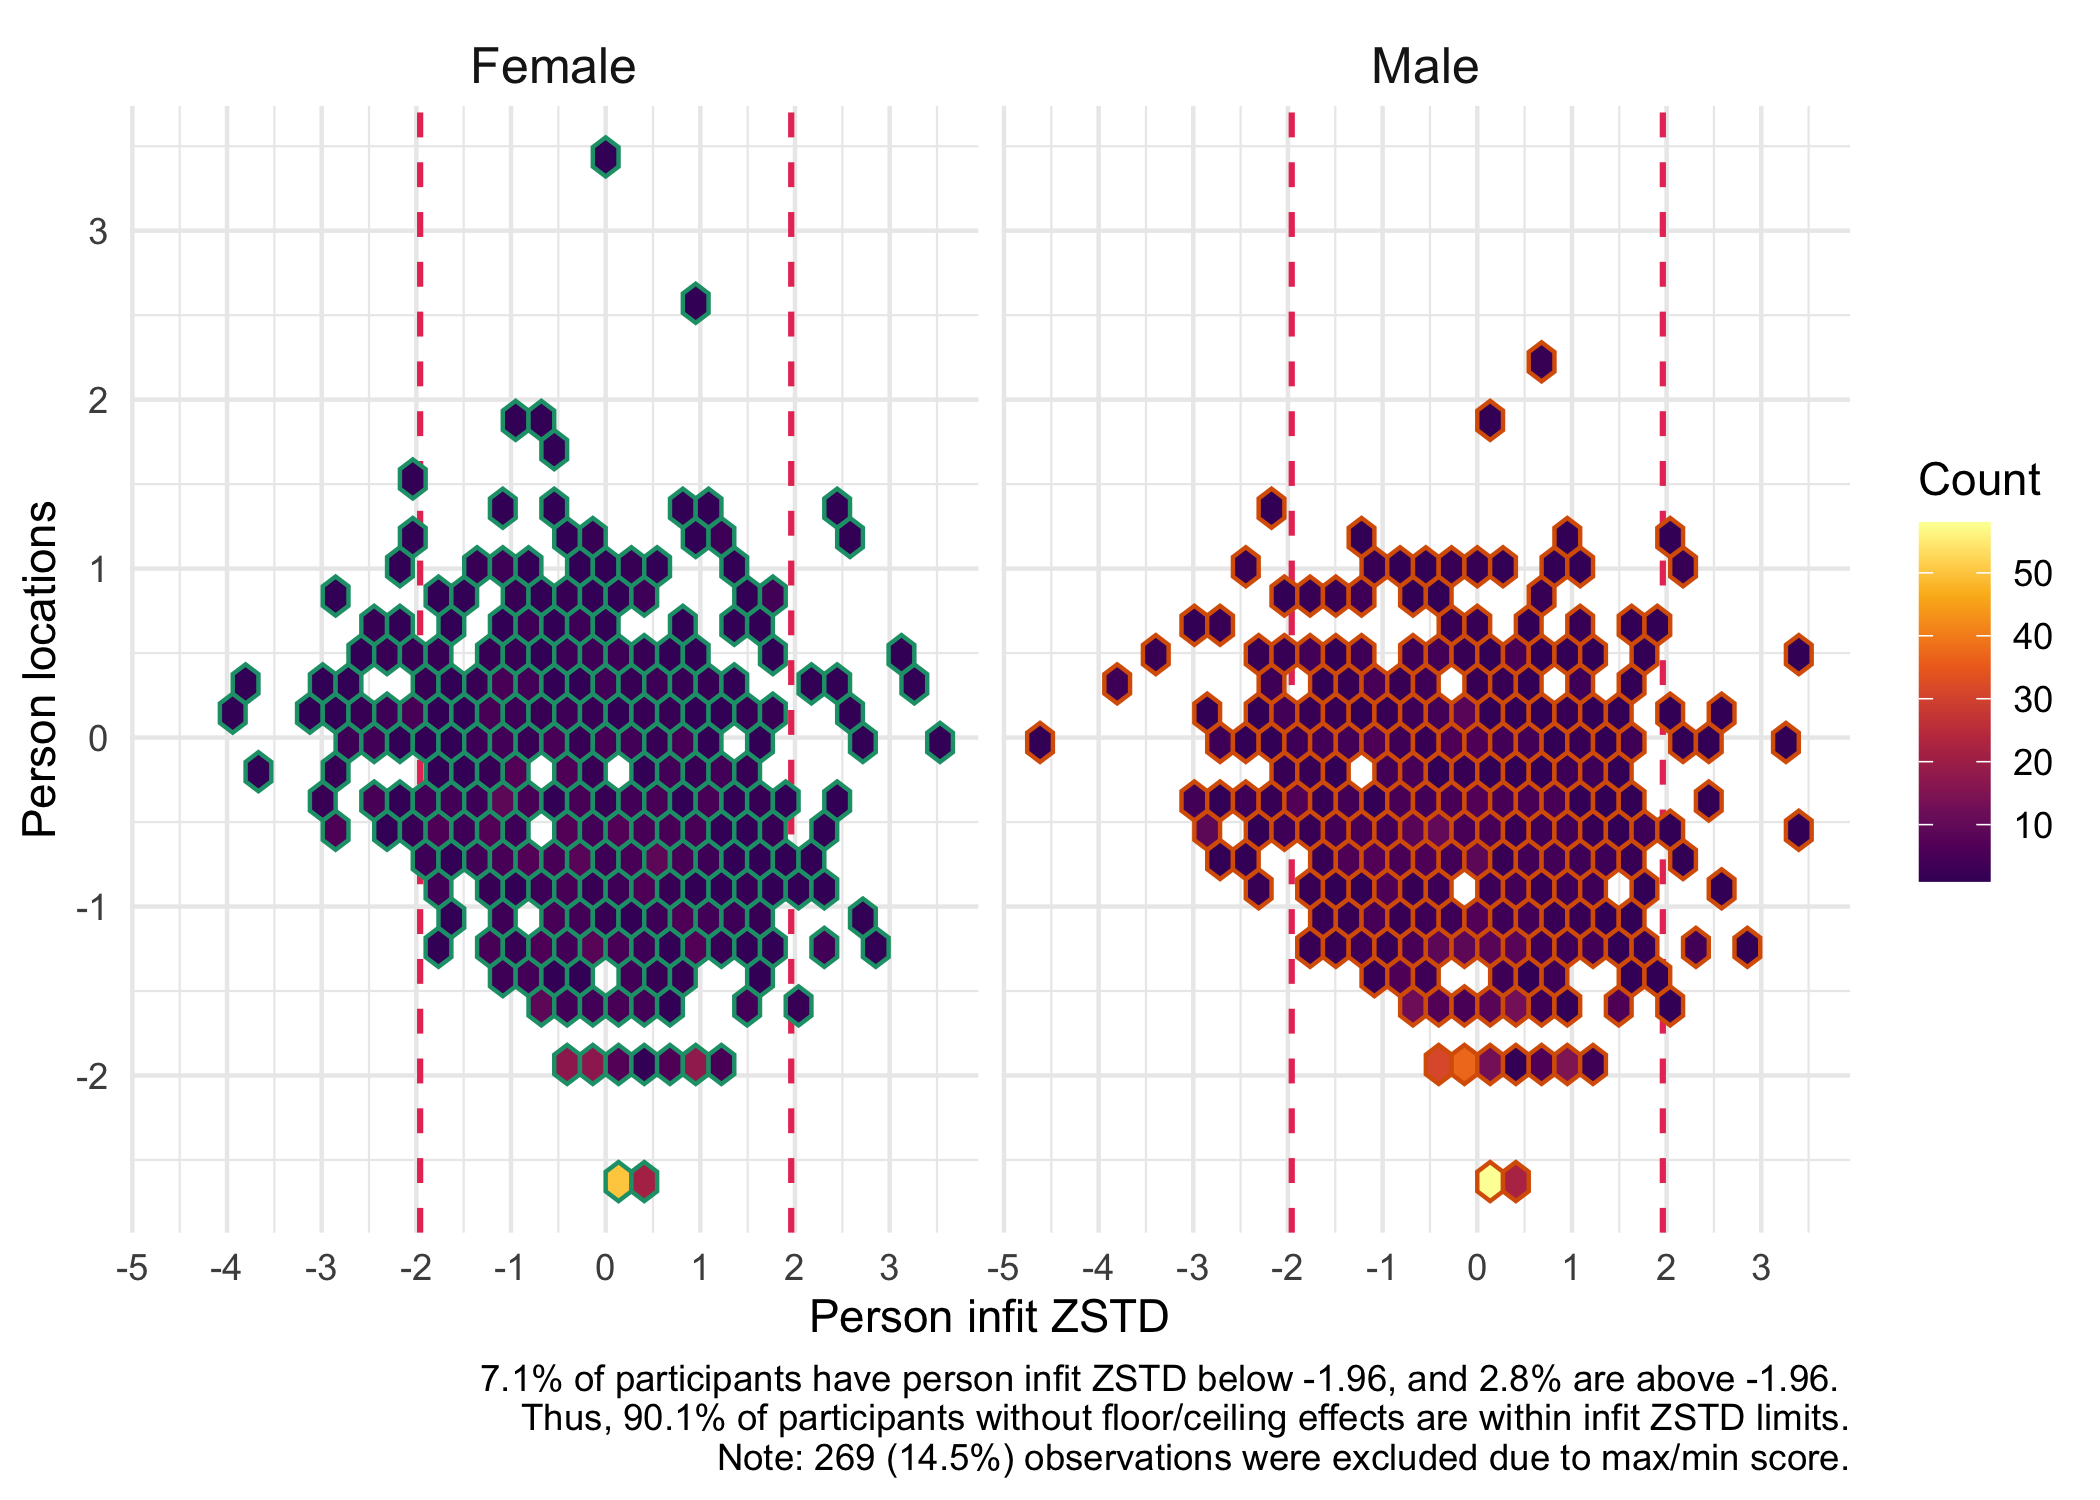 Female
Male
Person locations
3
2
1
0
-1
-2
-5 -4 -3 -2 -1 0 1 2 3
-5 -4 -3 -2 -1 0 1 2 3
Person infit ZSTD
Count
50
40
30
20
10
7.1% of participants have person infit ZSTD below -1.96, and 2.8% are above -1.96.
Thus, 90.1% of participants without floor/ceiling effects are within infit ZSTD limits.
Note: 269 (14.5%) observations were excluded due to max/min score.